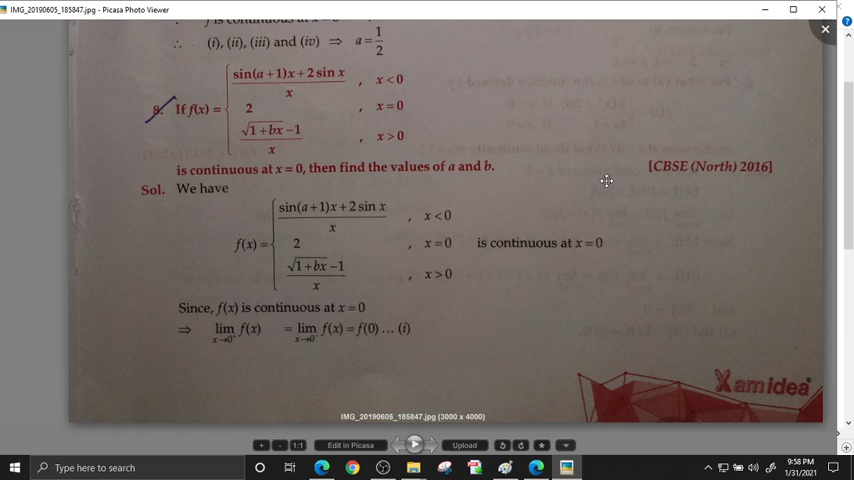 IMG_20190605_185847.jpg - Picasa Photo Viewer
∴ (i), (ii), (iii) and (iv) ⇒ a = 1/2
8. If f(x) = { (sin(a+1)x + 2 sin x)/x , x < 0
2 , x = 0
(√(1+bx) − 1)/x , x > 0
is continuous at x = 0, then find the values of a and b. [CBSE (North) 2016]
Sol. We have
f(x) = { (sin(a+1)x + 2 sin x)/x , x < 0
2 , x = 0 is continuous at x = 0
(√(1+bx) − 1)/x , x > 0
Since, f(x) is continuous at x = 0
⇒ lim x→0⁺ f(x) = lim x→0⁻ f(x) = f(0) ... (i)
Xamidea
IMG_20190605_185847.jpg (3000 x 4000)
1:1
Edit in Picasa
Upload
Type here to search
9:58 PM
1/31/2021